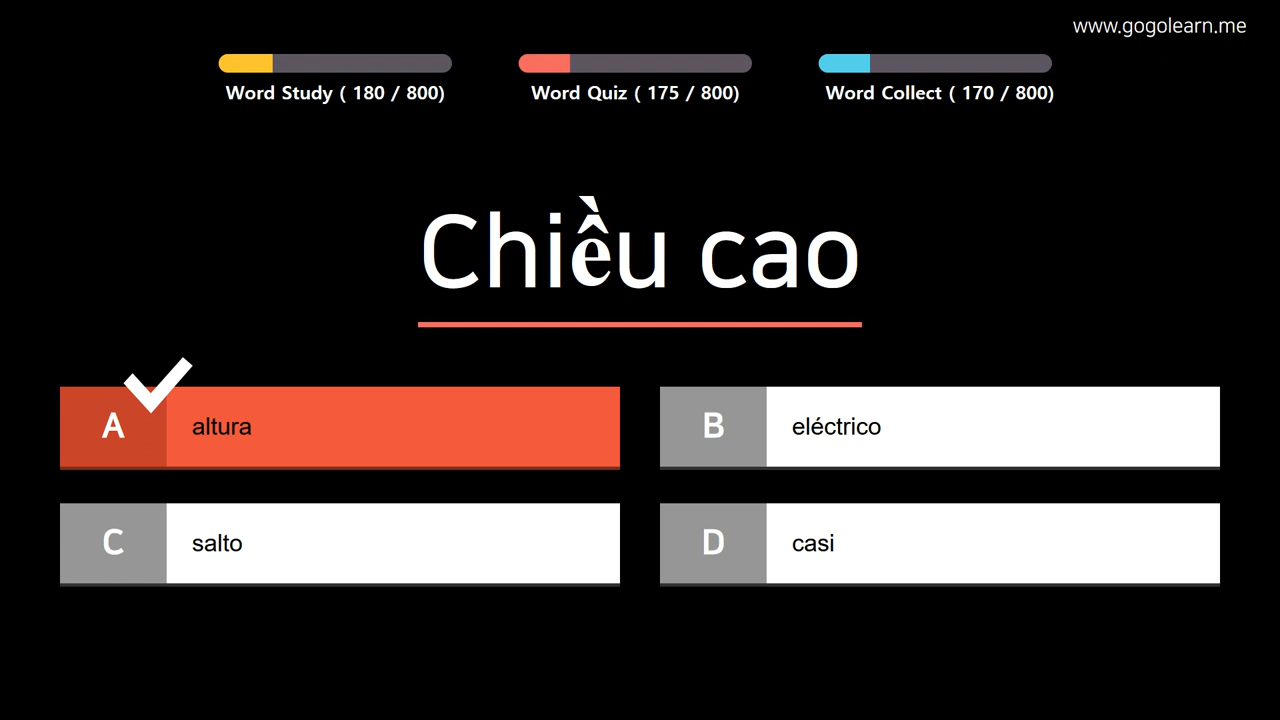 www.gogolearn.me
Word Study ( 180 / 800)
Word Quiz ( 175 / 800)
Word Collect ( 170 / 800)
Chiều cao
A altura
B eléctrico
C salto
D casi